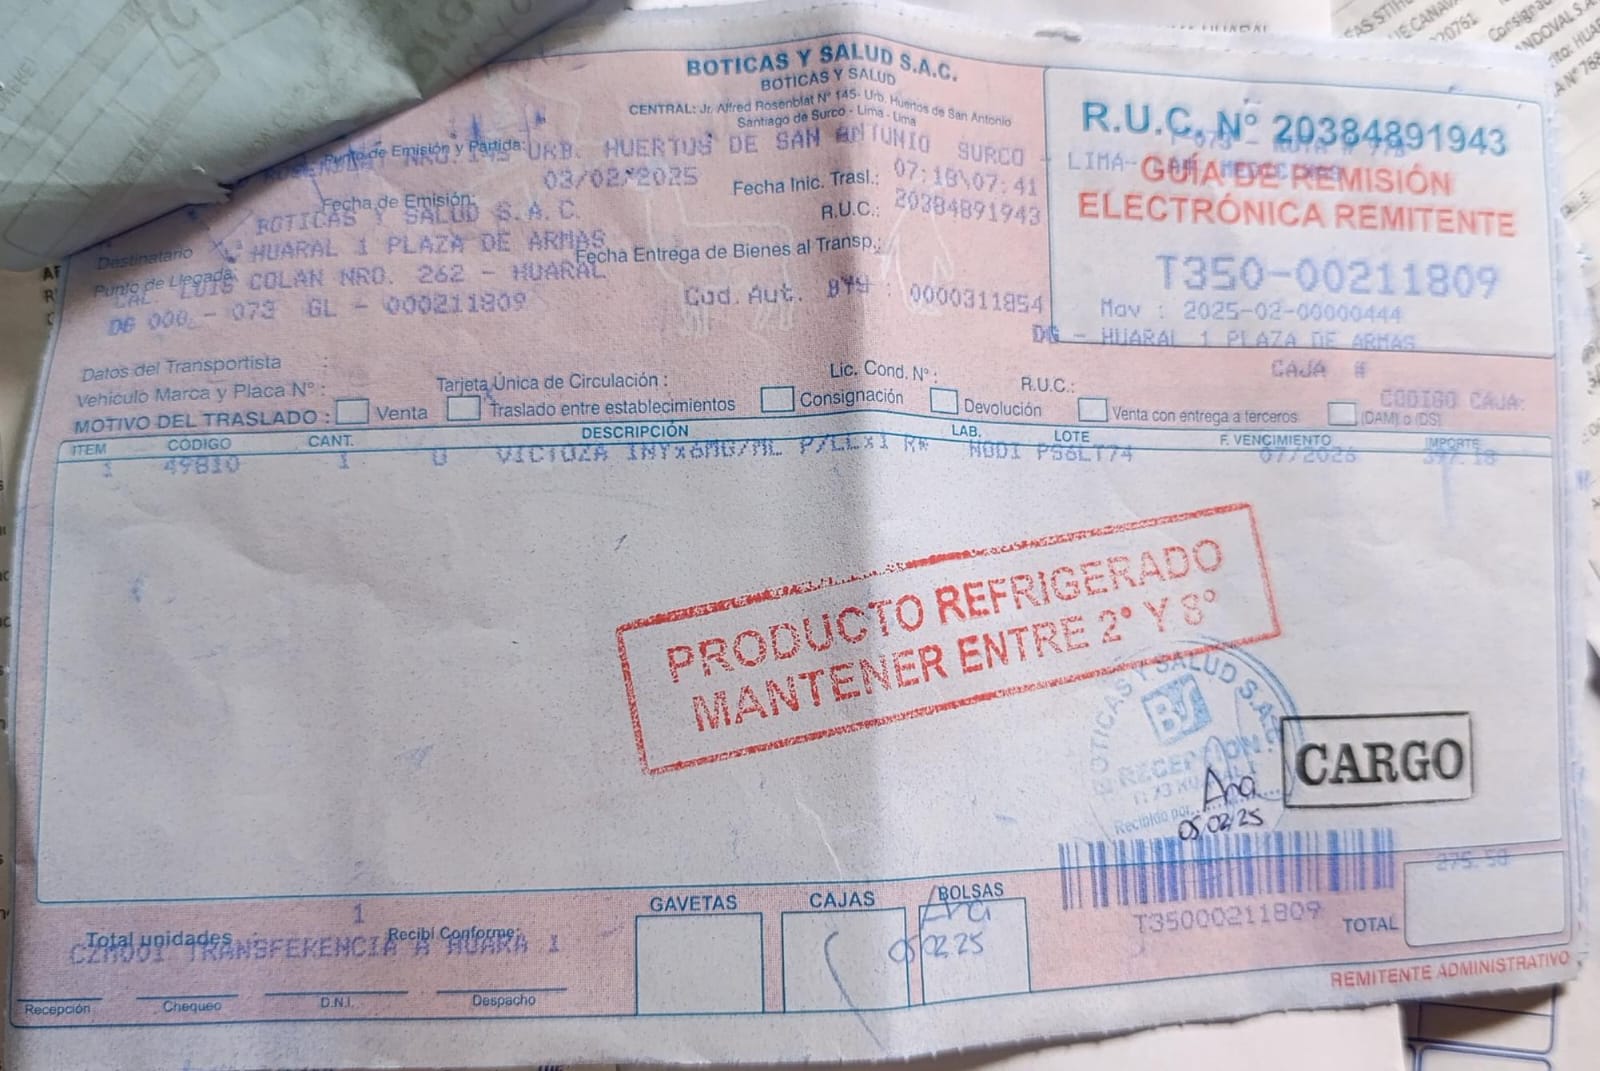 BOTICAS Y SALUD S.A.C.
BOTICAS Y SALUD
CENTRAL: Jr. Alfred Rosenblat N° 145- Urb. Huertos de San Antonio
Santiago de Surco - Lima - Lima
R.U.C. N° 20384891943
GUÍA DE REMISIÓN
ELECTRÓNICA REMITENTE
T350-00211809
Mov : 2025-02-00000444
DG - HUARAL 1 PLAZA DE ARMAS
Punto de Emisión y Partida:
URB. HUERTOS DE SAN ANTONIO SURCO - LIMA-
Fecha de Emisión: 03/02/2025
Fecha Inic. Trasl.: 07:18\07:41
BOTICAS Y SALUD S.A.C.
R.U.C.: 20384891943
Destinatario
HUARAL 1 PLAZA DE ARMAS
Fecha Entrega de Bienes al Transp.:
Punto de Llegada:
CAL. LUIS COLAN NRO. 262 - HUARAL
DG 000 - 073 GL - 000211809
Cod. Aut. : 0000311854
CAJA #
CODIGO CAJA:
Datos del Transportista :
Vehículo Marca y Placa N° :
Tarjeta Única de Circulación :
Lic. Cond. N° :
R.U.C.:
MOTIVO DEL TRASLADO : Venta Traslado entre establecimientos Consignación Devolución Venta con entrega a terceros (DAM) o (DS)
ITEM CÓDIGO CANT. DESCRIPCIÓN LAB. LOTE F. VENCIMIENTO IMPORTE
1 49810 1 U VICTOZA INYx6MG/ML P/LLx1 R* NODI PS6LT74 07/2026
PRODUCTO REFRIGERADO
MANTENER ENTRE 2° Y 8°
BOTICAS Y SALUD S.A.C.
BS
RECEPCION
Recibido por:
Ana
05 02 25
CARGO
275.50
T35000211809
TOTAL
GAVETAS CAJAS BOLSAS
Ana
05 02 25
1
Total unidades
Recibí Conforme:
TRANSFERENCIA A HUARA 1
Recepción Chequeo D.N.I. Despacho
REMITENTE ADMINISTRATIVO